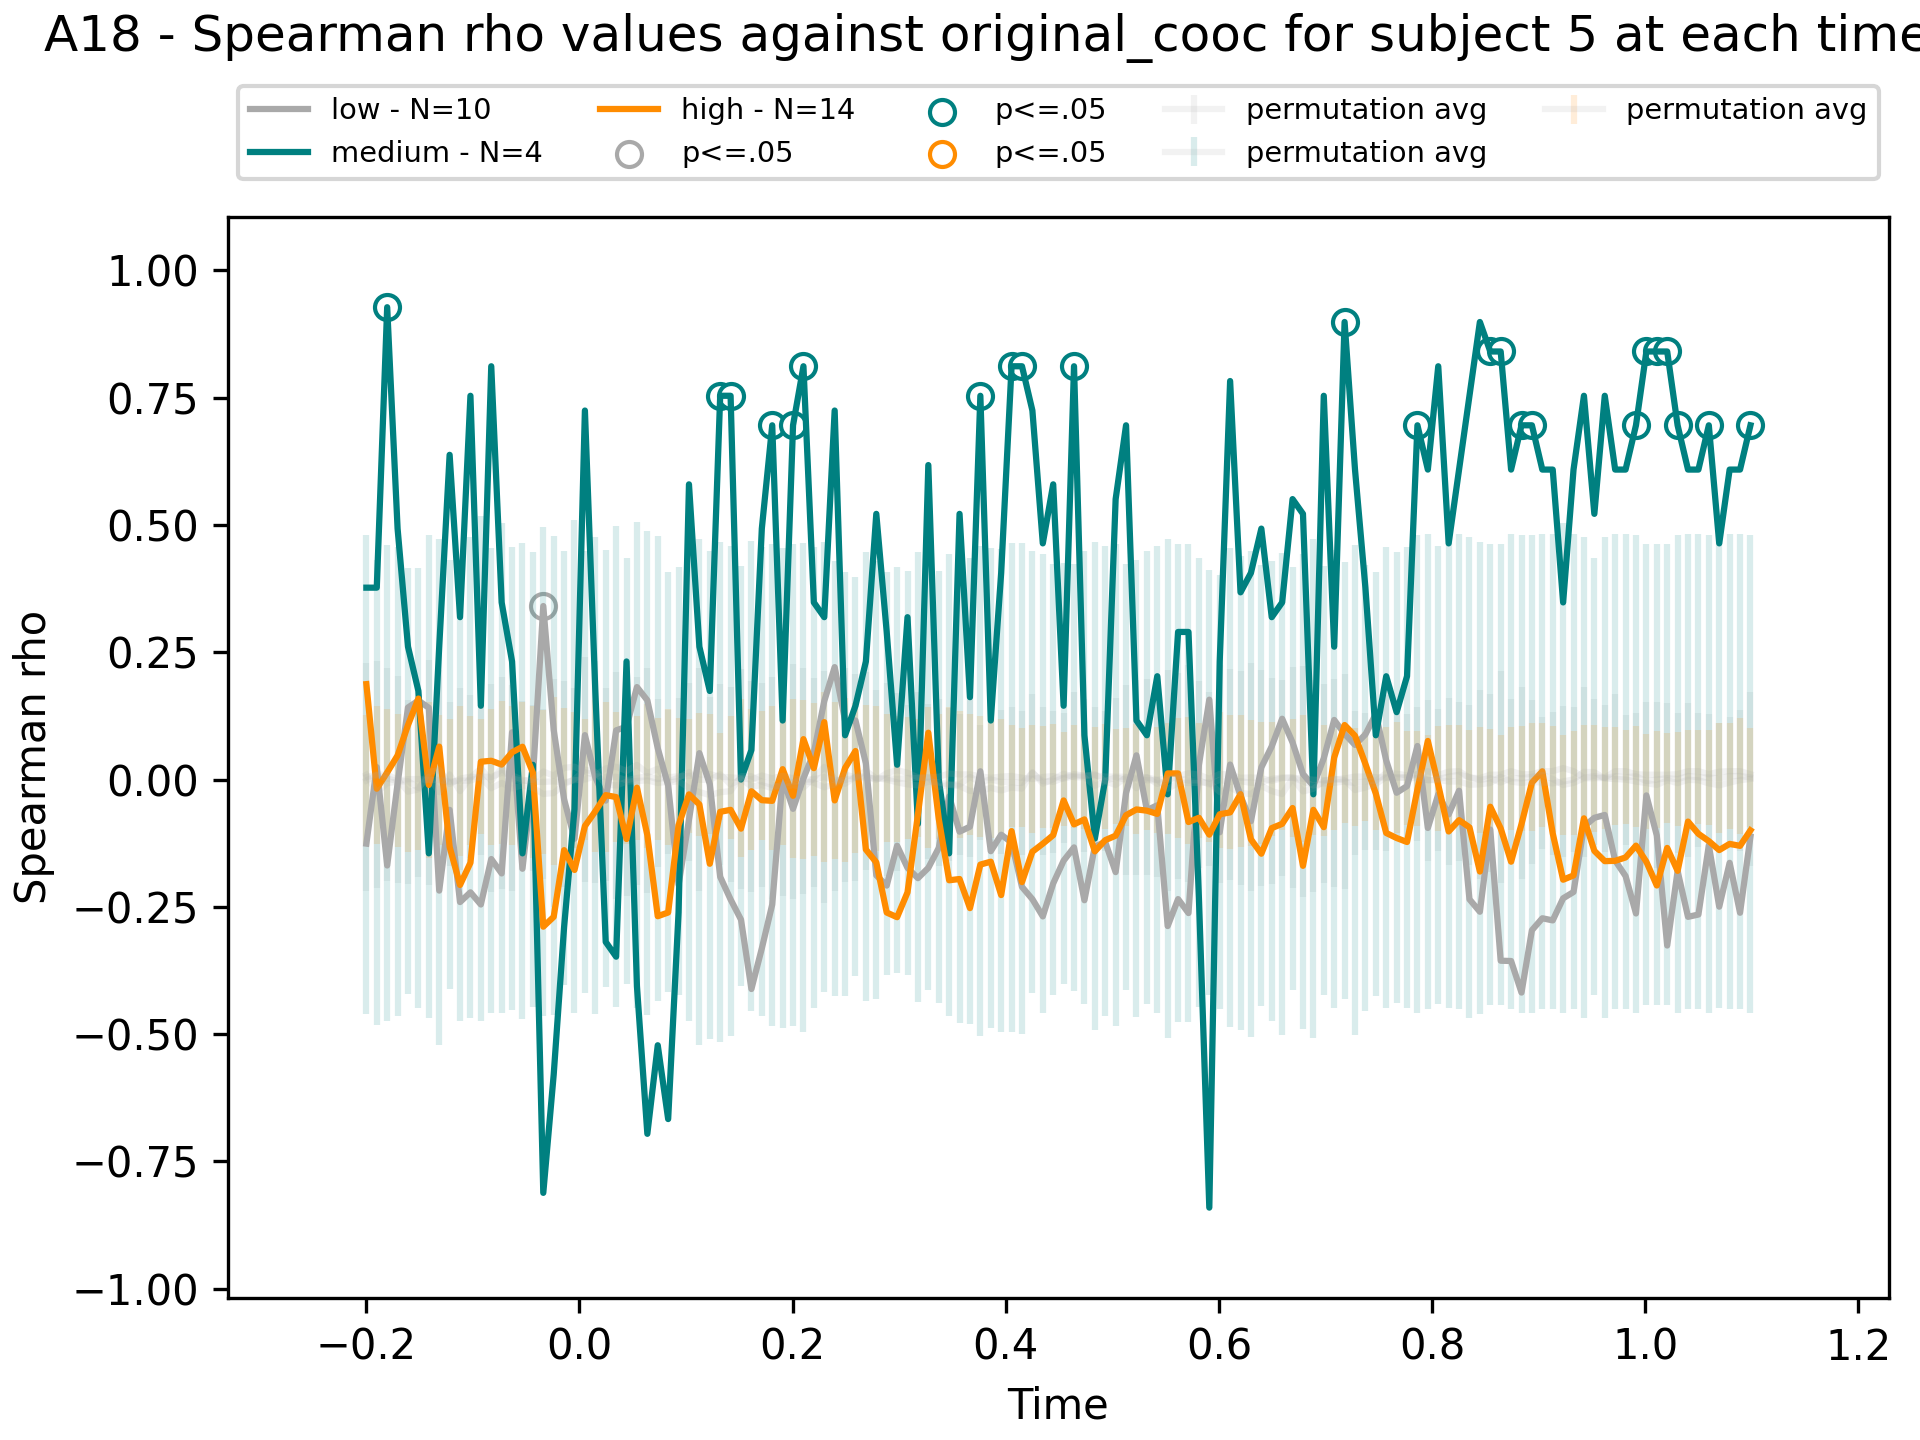 A18 - Spearman rho values against original_cooc for subject 5 at each time
low - N=10 high - N=14 p<=.05 permutation avg permutation avg
medium - N=4 p<=.05 p<=.05 permutation avg
1.00
0.75
0.50
0.25
0.00
−0.25
−0.50
−0.75
−1.00
Spearman rho
−0.2 0.0 0.2 0.4 0.6 0.8 1.0 1.2
Time